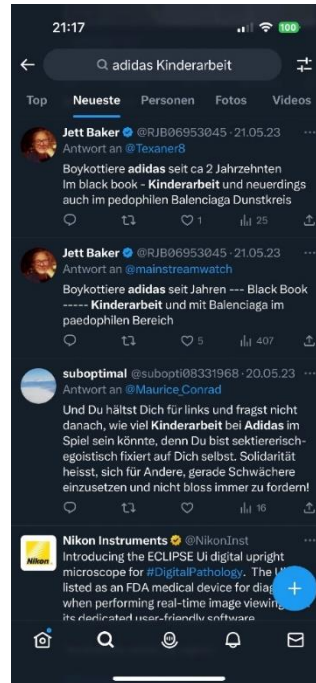 21:17
100
adidas Kinderarbeit
Top Neueste Personen Fotos Videos
Jett Baker @RJB06953045 · 21.05.23 ...
Antwort an @Texaner8
Boykottiere adidas seit ca 2 Jahrzehnten
Im black book - Kinderarbeit und neuerdings
auch im pedophilen Balenciaga Dunstkreis
1 25
Jett Baker @RJB06953045 · 21.05.23 ...
Antwort an @mainstreamwatch
Boykottiere adidas seit Jahren --- Black Book
----- Kinderarbeit und mit Balenciaga im
paedophilen Bereich
5 407
suboptimal @subopti08331968 · 20.05.23 ...
Antwort an @Maurice_Conrad
Und Du hältst Dich für links und fragst nicht
danach, wie viel Kinderarbeit bei Adidas im
Spiel sein könnte, denn Du bist sektiererisch-
egoistisch fixiert auf Dich selbst. Solidarität
heisst, sich für Andere, gerade Schwächere
einzusetzen und nicht bloss immer zu fordern!
16
Nikon
Nikon Instruments @NikonInst ...
Introducing the ECLIPSE Ui digital upright
microscope for #DigitalPathology. The
listed as an FDA medical device for
when performing real-time image viewing
its dedicated user-friendly software